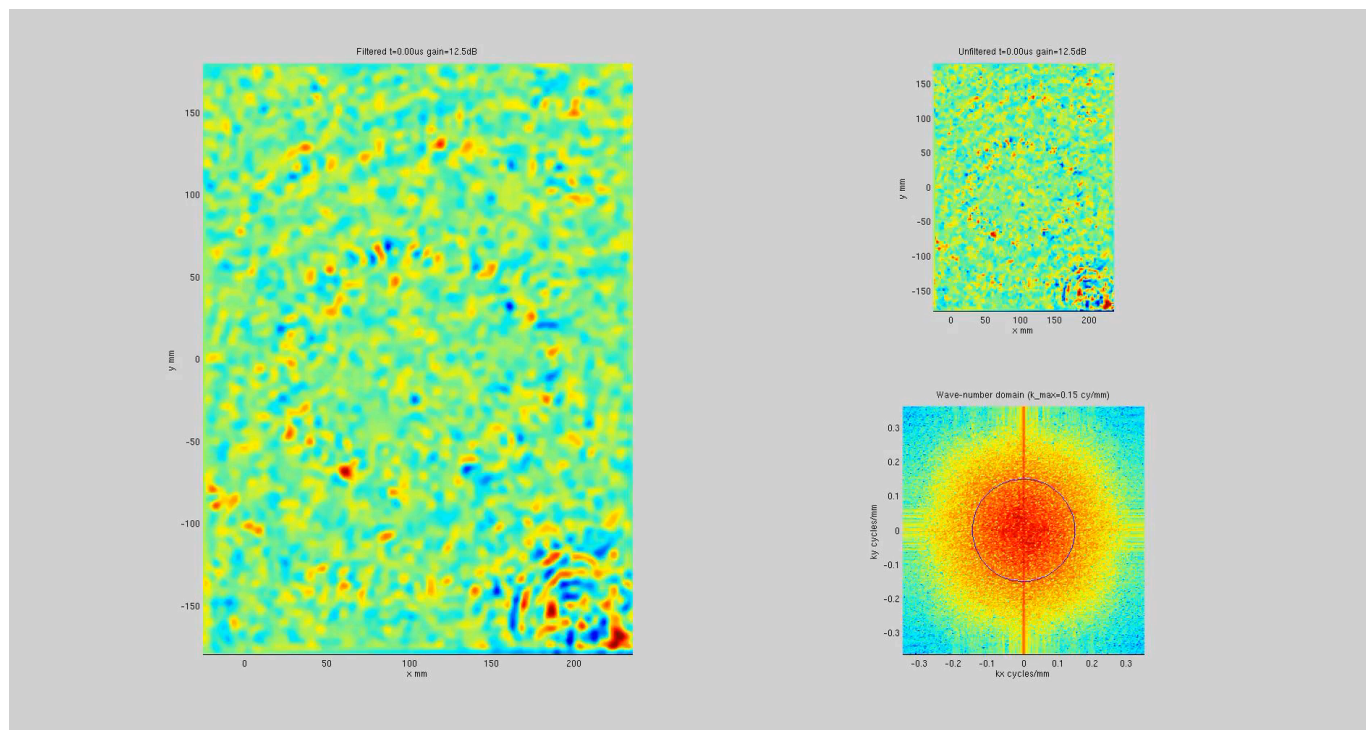 Filtered t=0.00us gain=12.5dB
150
100
50
0
-50
-100
-150
y mm
0 50 100 150 200
x mm
Unfiltered t=0.00us gain=12.5dB
150
100
50
0
-50
-100
-150
y mm
0 50 100 150 200
x mm
Wave-number domain (k_max=0.15 cy/mm)
0.3
0.2
0.1
0
-0.1
-0.2
-0.3
ky cycles/mm
-0.3 -0.2 -0.1 0 0.1 0.2 0.3
kx cycles/mm